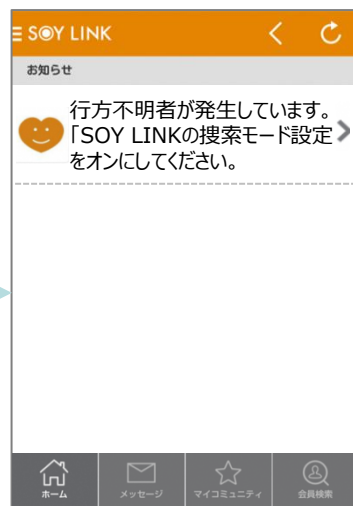 SOY LINK
お知らせ
行方不明者が発生しています。
「SOY LINKの捜索モード設定
をオンにしてください。
ホーム
メッセージ
マイコミュニティ
会員検索